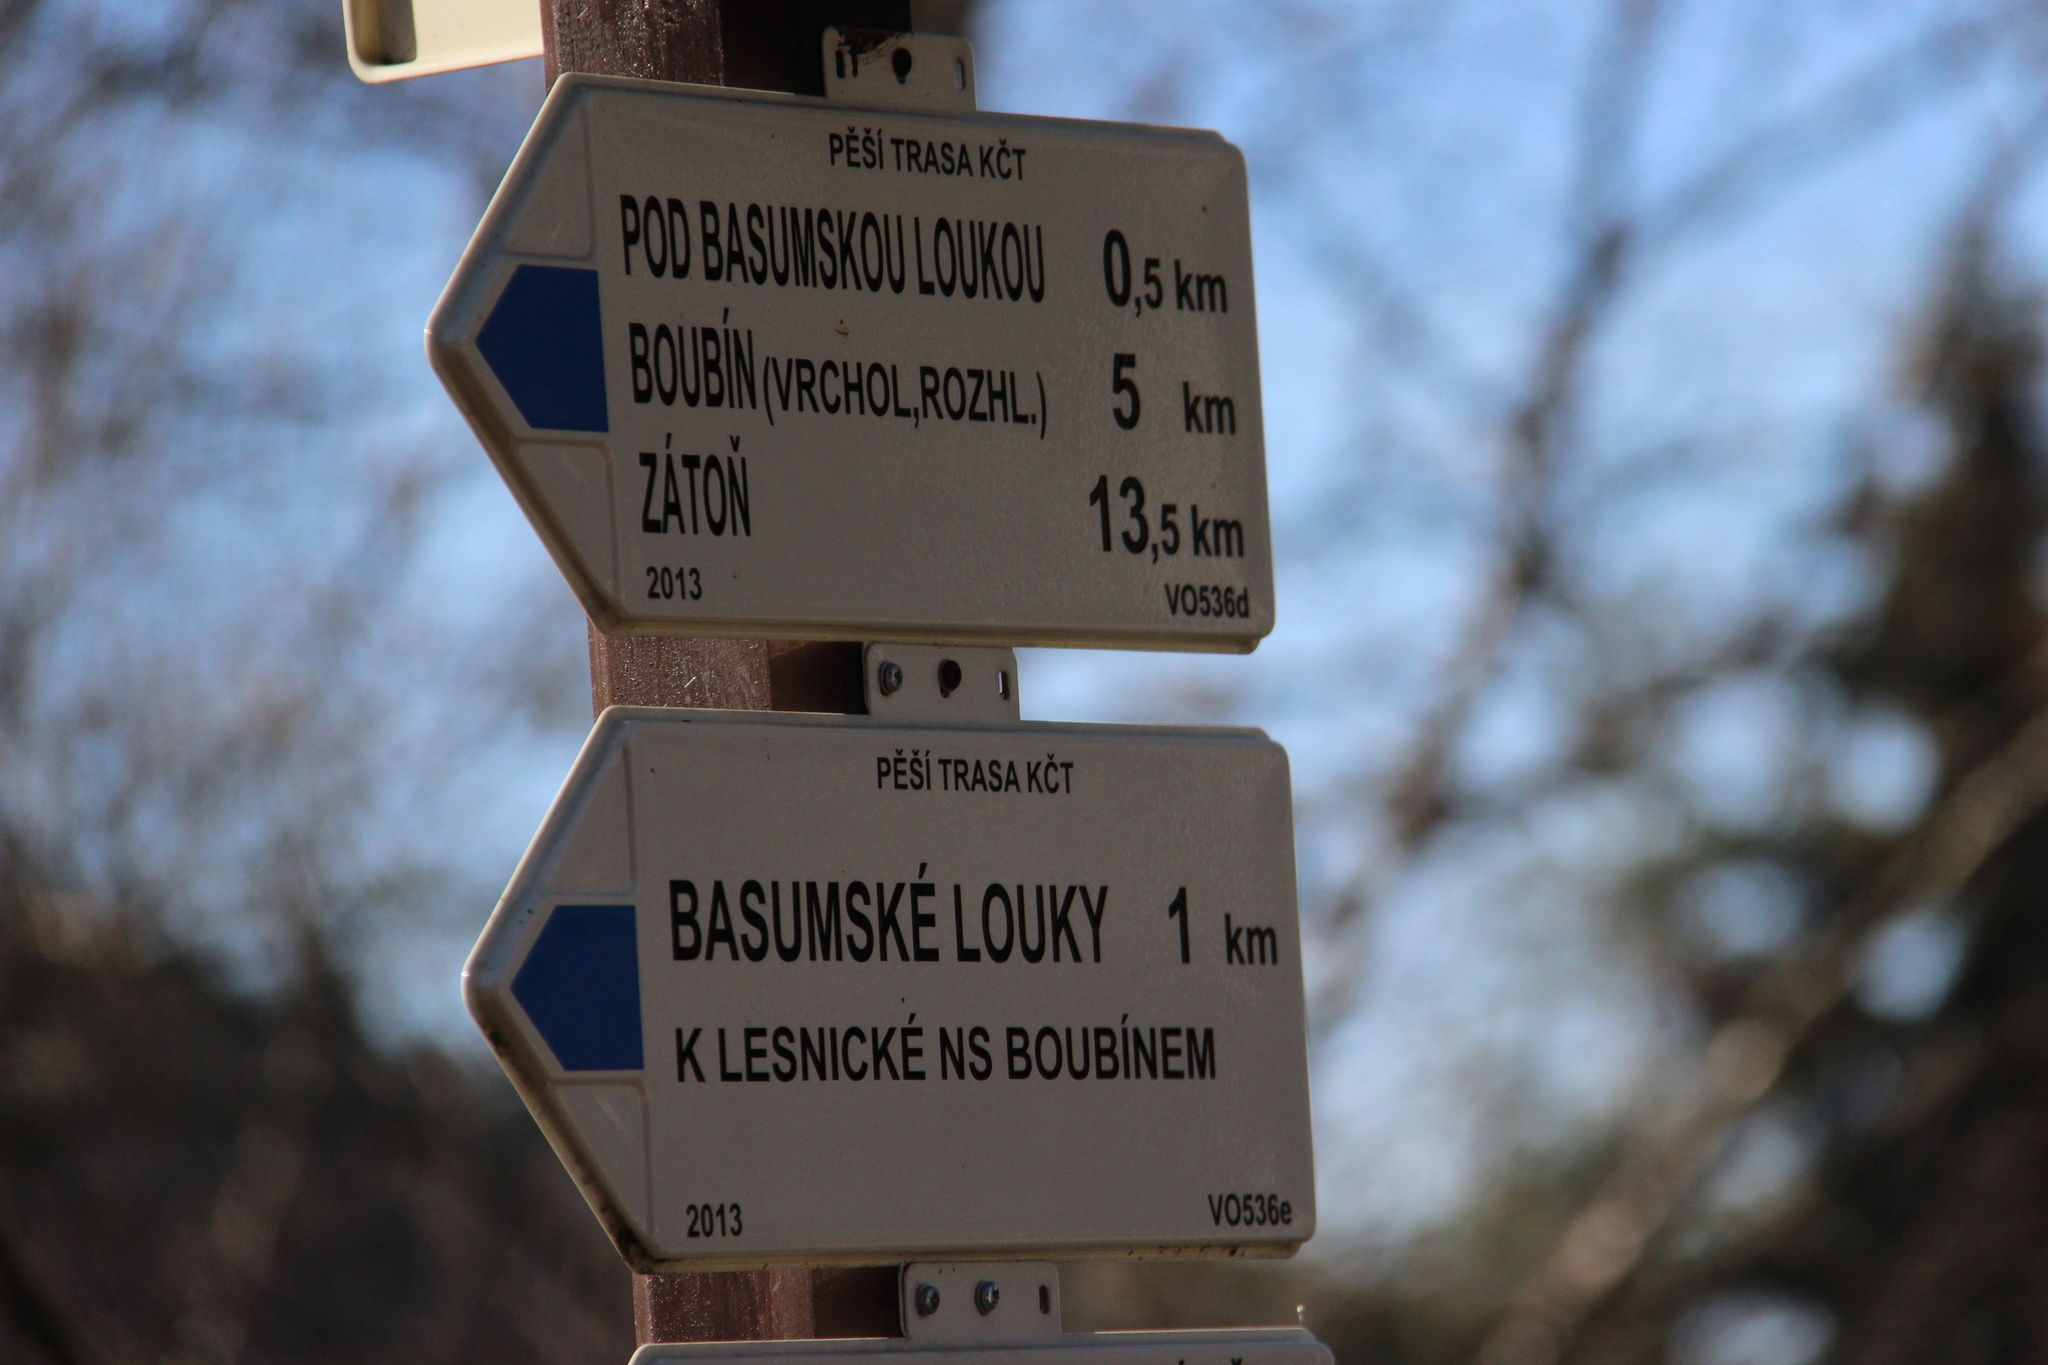 PĚŠÍ TRASA KČT
POD BASUMSKOU LOUKOU 0,5 km
BOUBÍN (VRCHOL,ROZHL.) 5 km
ZÁTOŇ 13,5 km
2013 VO536d
PĚŠÍ TRASA KČT
BASUMSKÉ LOUKY 1 km
K LESNICKÉ NS BOUBÍNEM
2013 VO536e